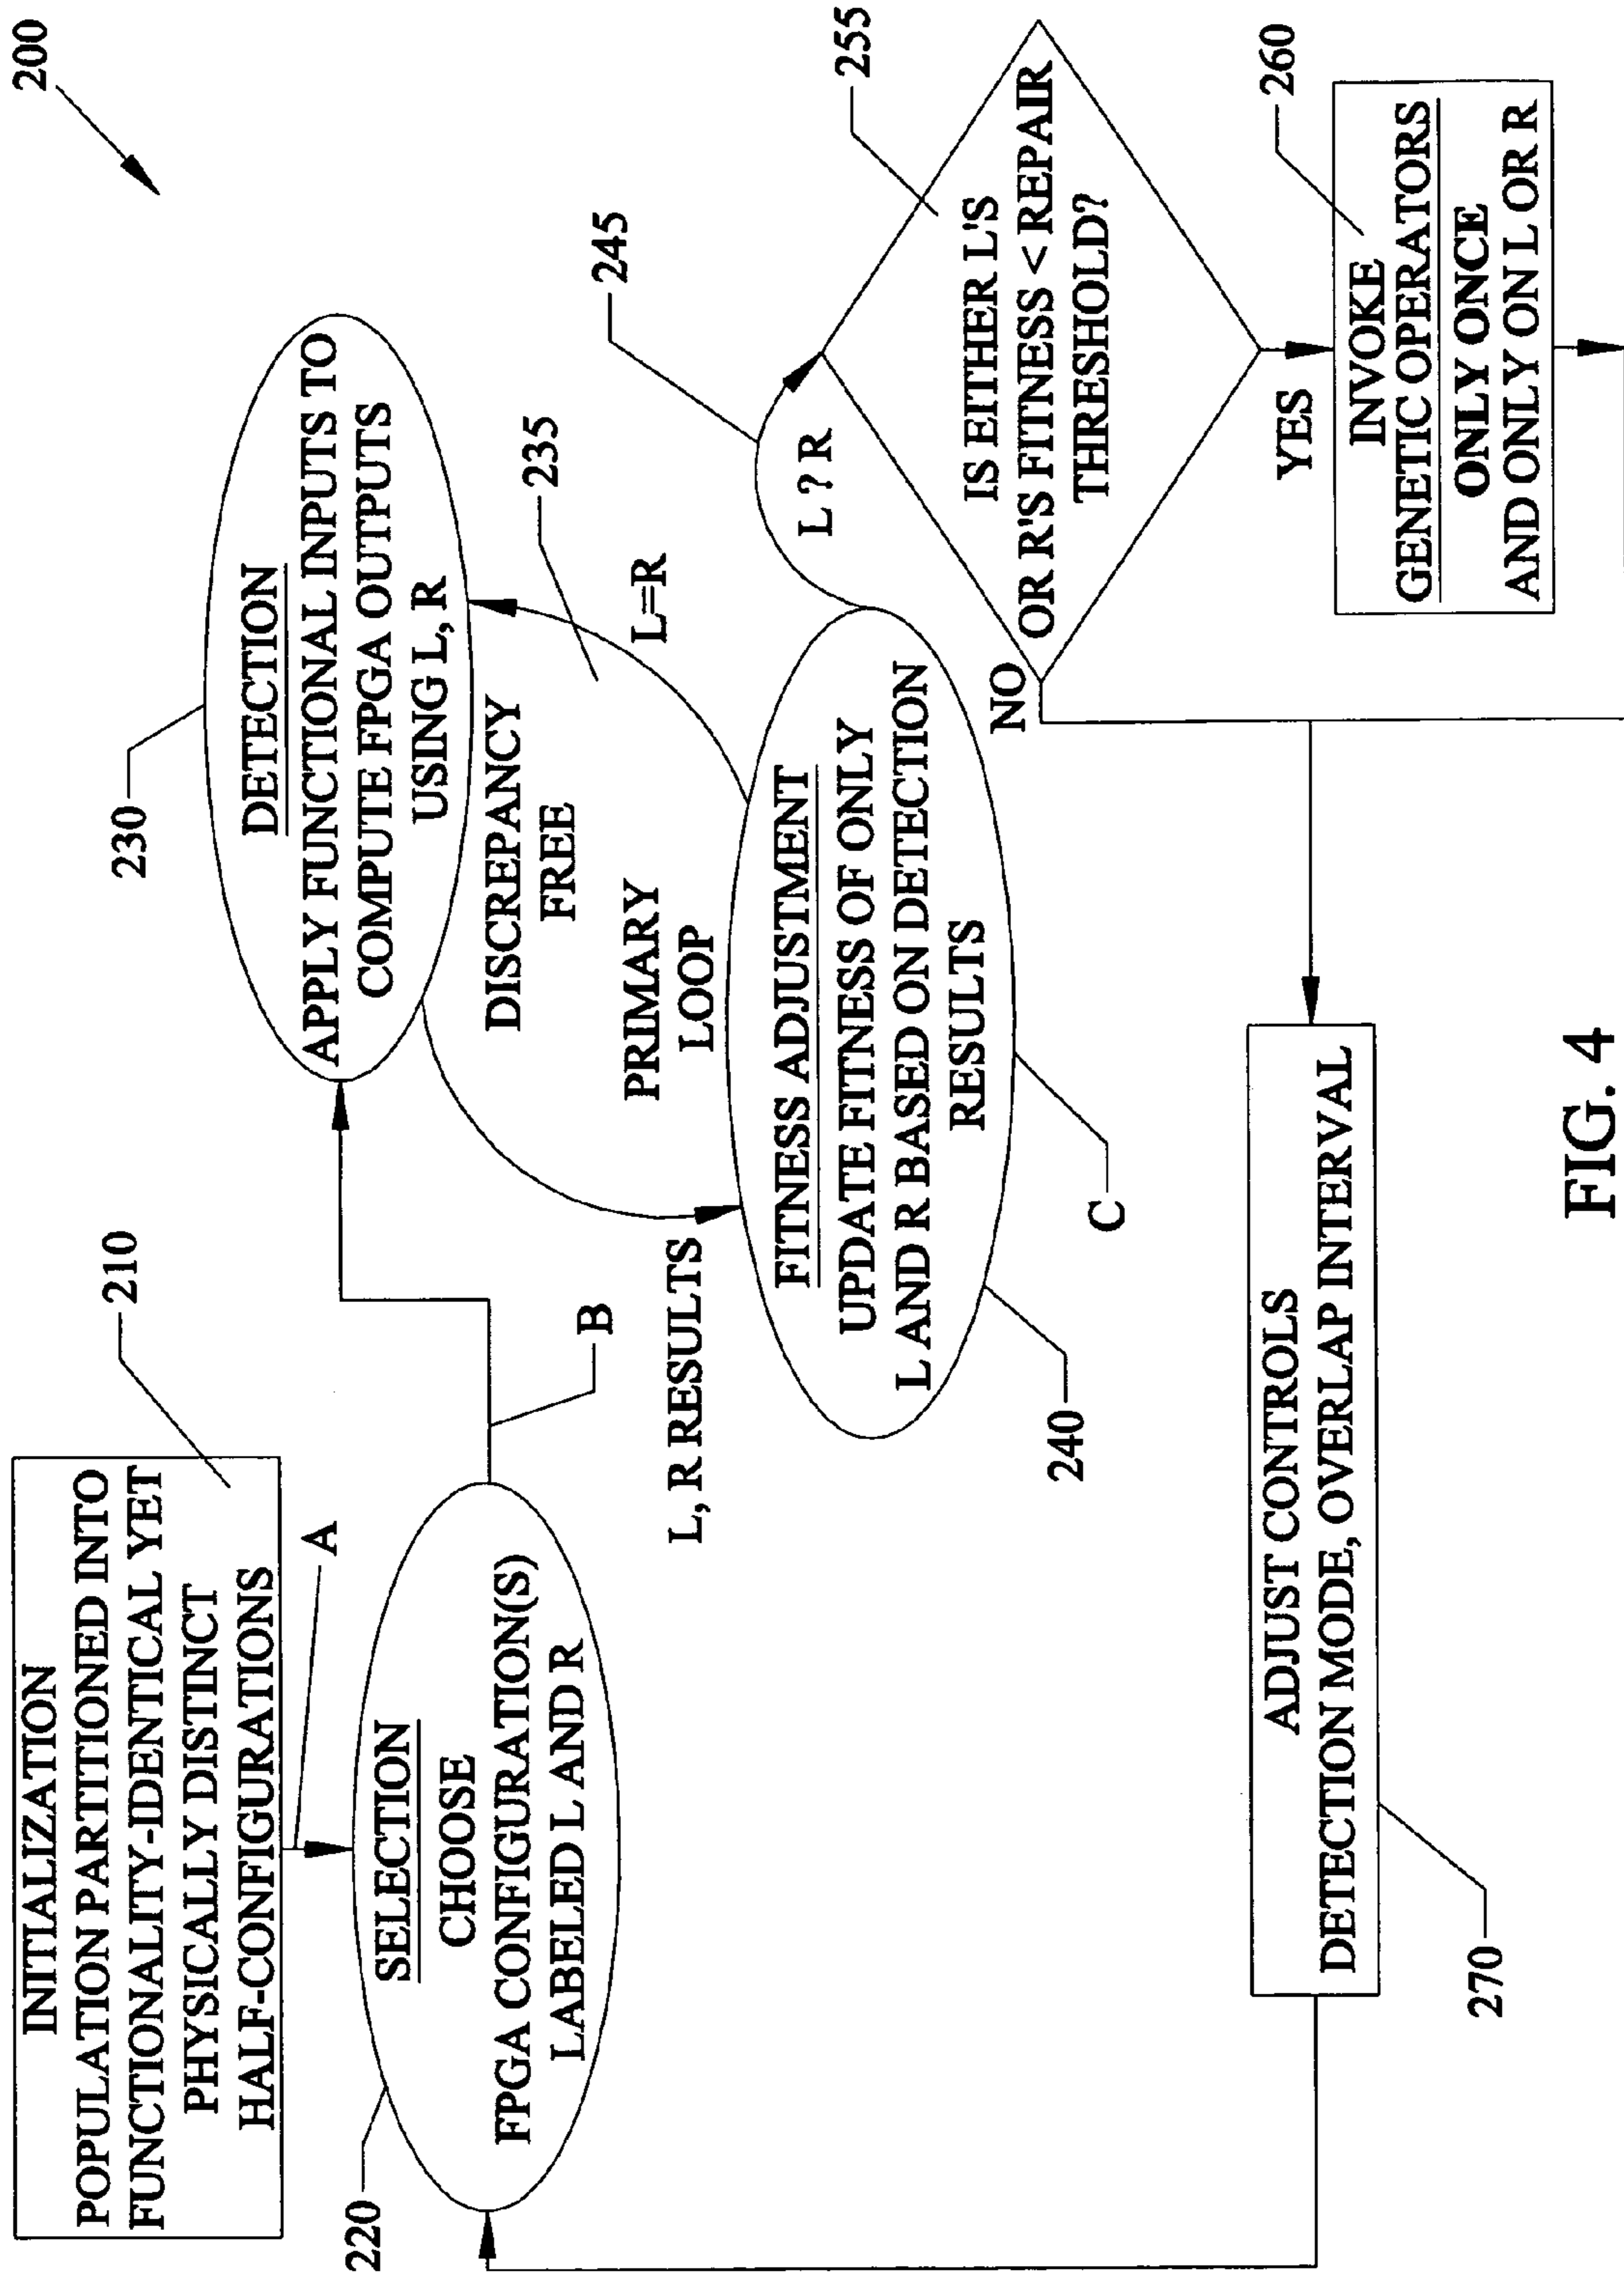 200
INITIALIZATION
POPULATION PARTITIONED INTO
FUNCTIONALITY-IDENTICAL YET
PHYSICALLY DISTINCT
HALF-CONFIGURATIONS
210
A
SELECTION
CHOOSE
FPGA CONFIGURATION(S)
LABELED L AND R
220
B
230
DETECTION
APPLY FUNCTIONAL INPUTS TO
COMPUTE FPGA OUTPUTS
USING L, R
DISCREPANCY
FREE
235
L=R
PRIMARY
LOOP
L, R RESULTS
FITNESS ADJUSTMENT
UPDATE FITNESS OF ONLY
L AND R BASED ON DETECTION
RESULTS
240
C
245
L ? R
255
IS EITHER L'S
OR R'S FITNESS < REPAIR
THRESHOLD?
NO
YES
260
INVOKE
GENETIC OPERATORS
ONLY ONCE
AND ONLY ON L OR R
ADJUST CONTROLS
DETECTION MODE, OVERLAP INTERVAL
270
FIG. 4